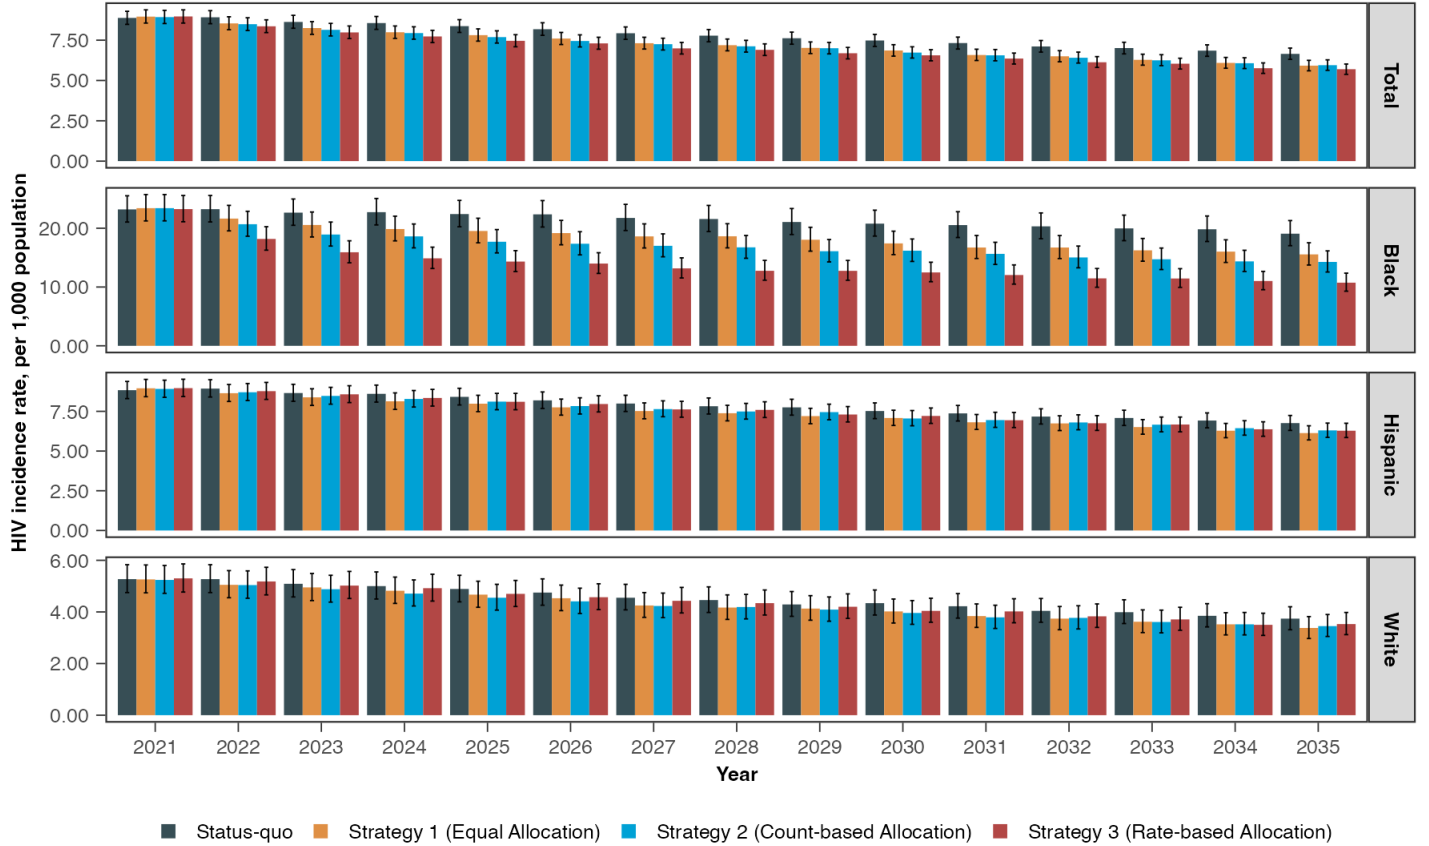 HIV incidence rate, per 1,000 population
7.50
5.00
2.50
0.00
Total
20.00
10.00
0.00
Black
7.50
5.00
2.50
0.00
Hispanic
6.00
4.00
2.00
0.00
White
2021 2022 2023 2024 2025 2026 2027 2028 2029 2030 2031 2032 2033 2034 2035
Year
Status-quo Strategy 1 (Equal Allocation) Strategy 2 (Count-based Allocation) Strategy 3 (Rate-based Allocation)